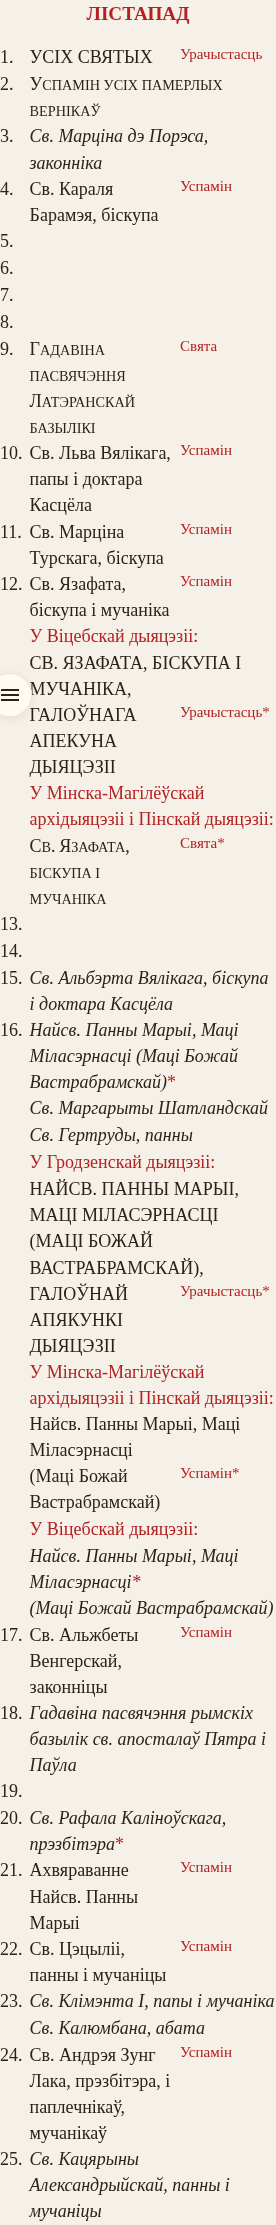 ЛІСТАПАД
1. УСІХ СВЯТЫХ Урачыстасць
2. Успамін усіх памерлых
вернікаў
3. Св. Марціна дэ Порэса,
законніка
4. Св. Караля Успамін
Барамэя, біскупа
5.
6.
7.
8.
9. Гадавіна Свята
пасвячэння
Латэранскай
базылікі
10. Св. Льва Вялікага, Успамін
папы і доктара
Касцёла
11. Св. Марціна Успамін
Турскага, біскупа
12. Св. Язафата, Успамін
біскупа і мучаніка
У Віцебскай дыяцэзіі:
СВ. ЯЗАФАТА, БІСКУПА І
МУЧАНІКА,
ГАЛОЎНАГА Урачыстасць*
АПЕКУНА
ДЫЯЦЭЗІІ
У Мінска-Магілёўскай
архідыяцэзіі і Пінскай дыяцэзіі:
Св. Язафата, Свята*
біскупа і
мучаніка
13.
14.
15. Св. Альбэрта Вялікага, біскупа
і доктара Касцёла
16. Найсв. Панны Марыі, Маці
Міласэрнасці (Маці Божай
Вастрабрамскай)*
Св. Маргарыты Шатландскай
Св. Гертруды, панны
У Гродзенскай дыяцэзіі:
НАЙСВ. ПАННЫ МАРЫІ,
МАЦІ МІЛАСЭРНАСЦІ
(МАЦІ БОЖАЙ
ВАСТРАБРАМСКАЙ),
ГАЛОЎНАЙ Урачыстасць*
АПЯКУНКІ
ДЫЯЦЭЗІІ
У Мінска-Магілёўскай
архідыяцэзіі і Пінскай дыяцэзіі:
Найсв. Панны Марыі, Маці
Міласэрнасці
(Маці Божай Успамін*
Вастрабрамскай)
У Віцебскай дыяцэзіі:
Найсв. Панны Марыі, Маці
Міласэрнасці*
(Маці Божай Вастрабрамскай)
17. Св. Альжбеты Успамін
Венгерскай,
законніцы
18. Гадавіна пасвячэння рымскіх
базылік св. апосталаў Пятра і
Паўла
19.
20. Св. Рафала Каліноўскага,
прэзбітэра*
21. Ахвяраванне Успамін
Найсв. Панны
Марыі
22. Св. Цэцыліі, Успамін
панны і мучаніцы
23. Св. Клімэнта І, папы і мучаніка
Св. Калюмбана, абата
24. Св. Андрэя Зунг Успамін
Лака, прэзбітэра, і
паплечнікаў,
мучанікаў
25. Св. Кацярыны
Александрыйскай, панны і
мучаніцы